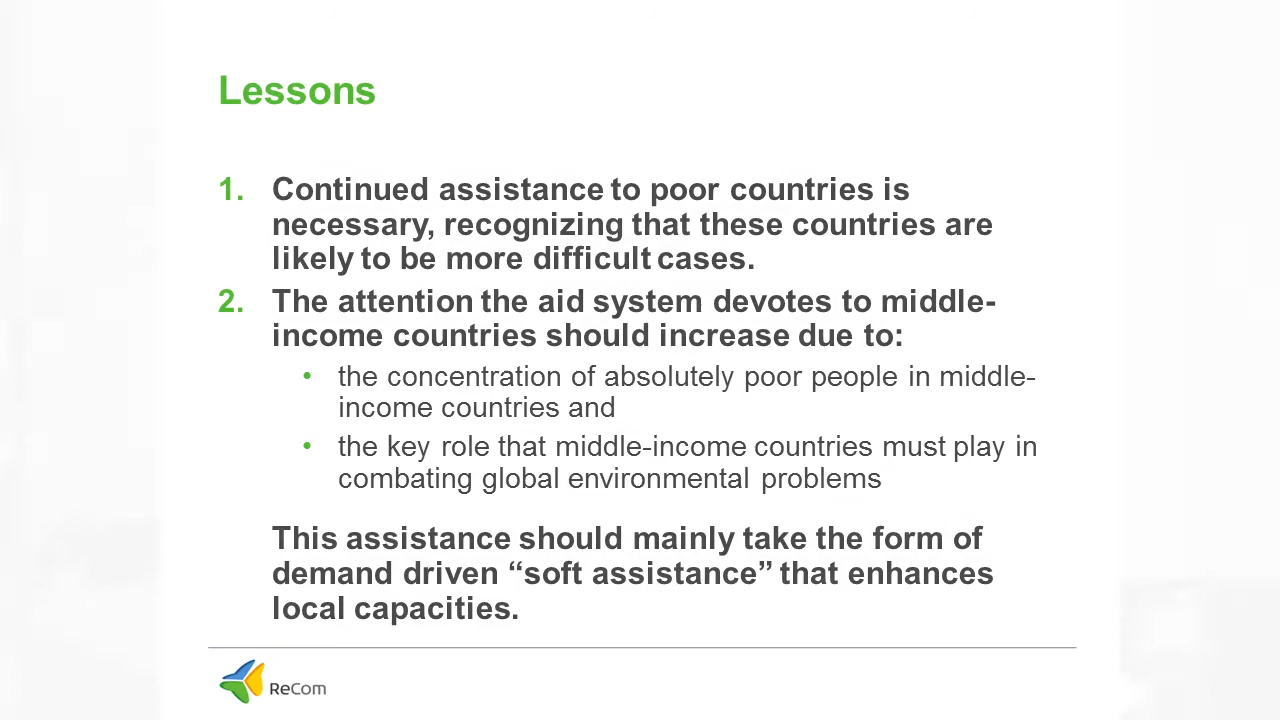 Lessons
1. Continued assistance to poor countries is
necessary, recognizing that these countries are
likely to be more difficult cases.
2. The attention the aid system devotes to middle-
income countries should increase due to:
• the concentration of absolutely poor people in middle-
income countries and
• the key role that middle-income countries must play in
combating global environmental problems
This assistance should mainly take the form of
demand driven “soft assistance” that enhances
local capacities.
ReCom